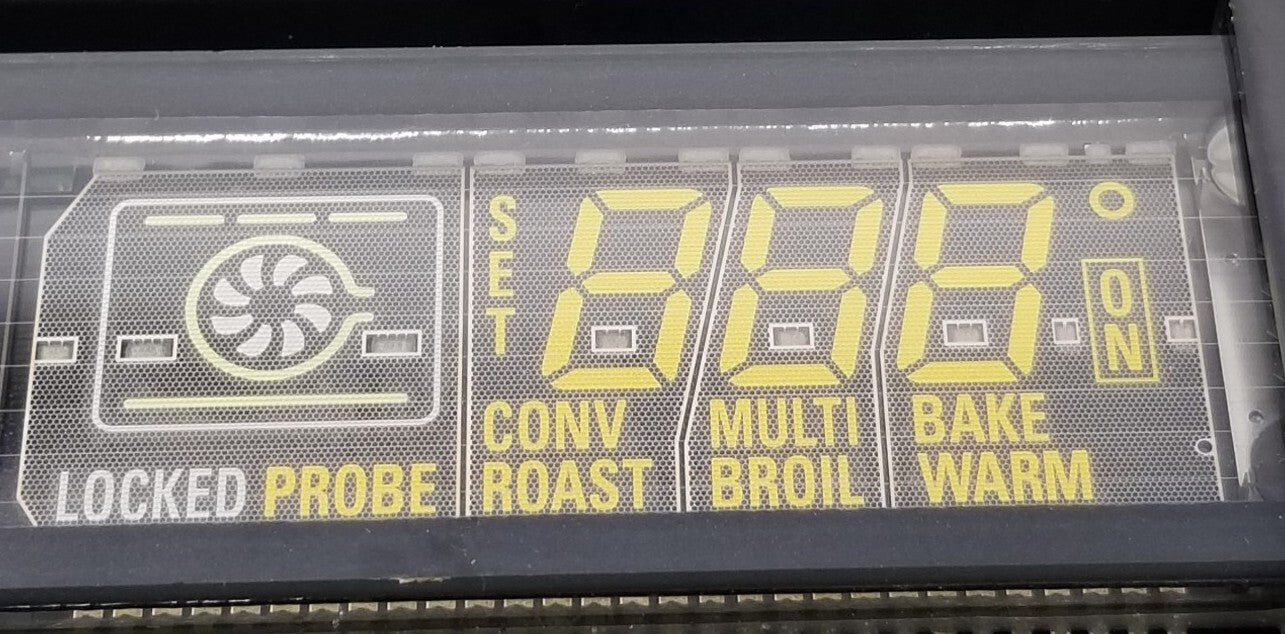 SET
888°
ON
CONV MULTI BAKE
LOCKED PROBE ROAST BROIL WARM